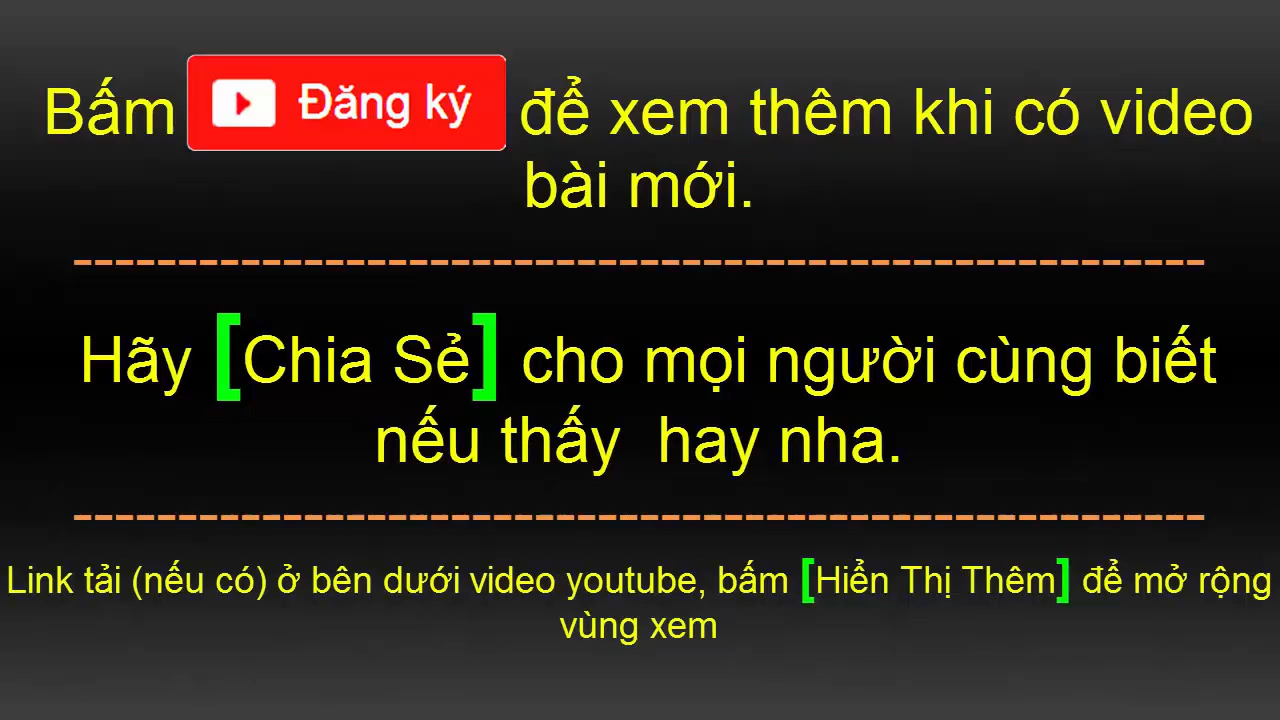 Bấm Đăng ký để xem thêm khi có video
bài mới.
------------------------------------------------------
Hãy [Chia Sẻ] cho mọi người cùng biết
nếu thấy hay nha.
------------------------------------------------------
Link tải (nếu có) ở bên dưới video youtube, bấm [Hiển Thị Thêm] để mở rộng
vùng xem